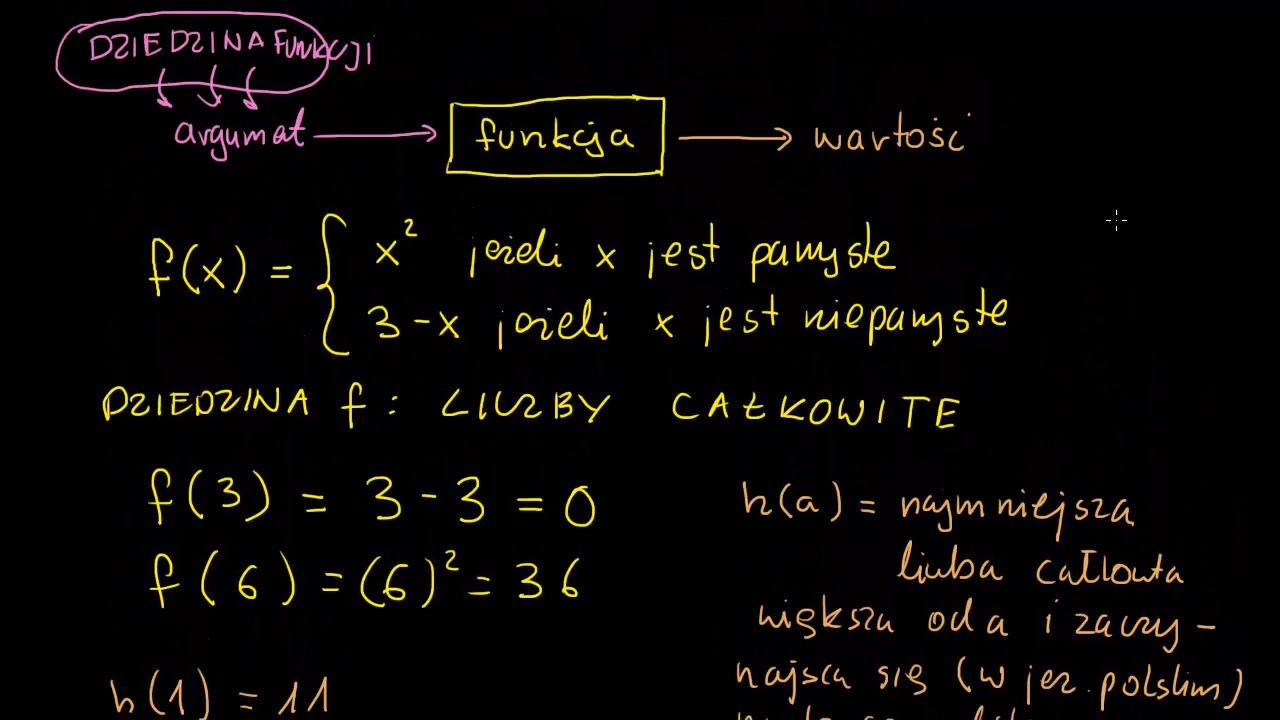 DZIEDZINA FUNKCJI
argument → funkcja → wartość
f(x) = { x² jeżeli x jest parzyste
3-x jeżeli x jest nieparzyste
DZIEDZINA f: LICZBY CAŁKOWITE
f(3) = 3-3 = 0
f(6) = (6)² = 36
h(1) = 11
h(a) = najmniejsza
liczba całkowita
większa od a i zaczy-
nająca się (w jęz. polskim)